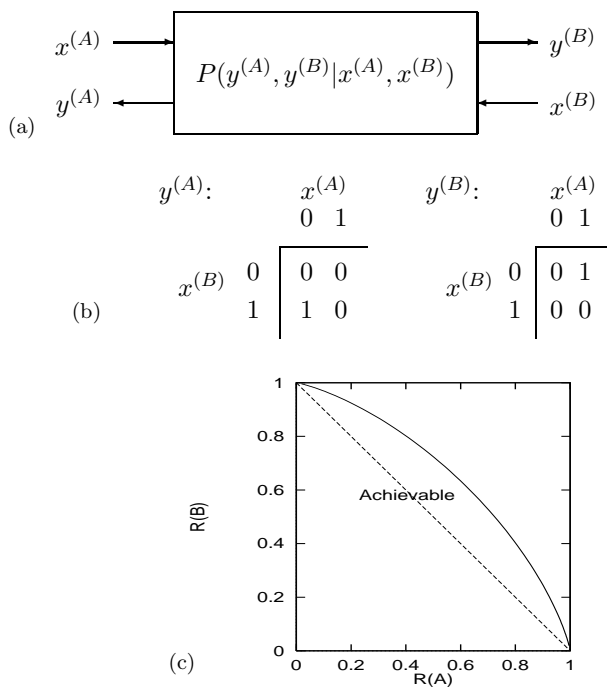 x^{(A)} y^{(B)}
P(y^{(A)}, y^{(B)}|x^{(A)}, x^{(B)})
y^{(A)} x^{(B)}
(a)
y^{(A)}: x^{(A)} y^{(B)}: x^{(A)}
0 1 0 1
x^{(B)} 0 0 0 x^{(B)} 0 0 1
1 1 0 1 0 0
(b)
1
0.8
0.6
Achievable
R(B)
0.4
0.2
0
0 0.2 0.4 0.6 0.8 1
R(A)
(c)